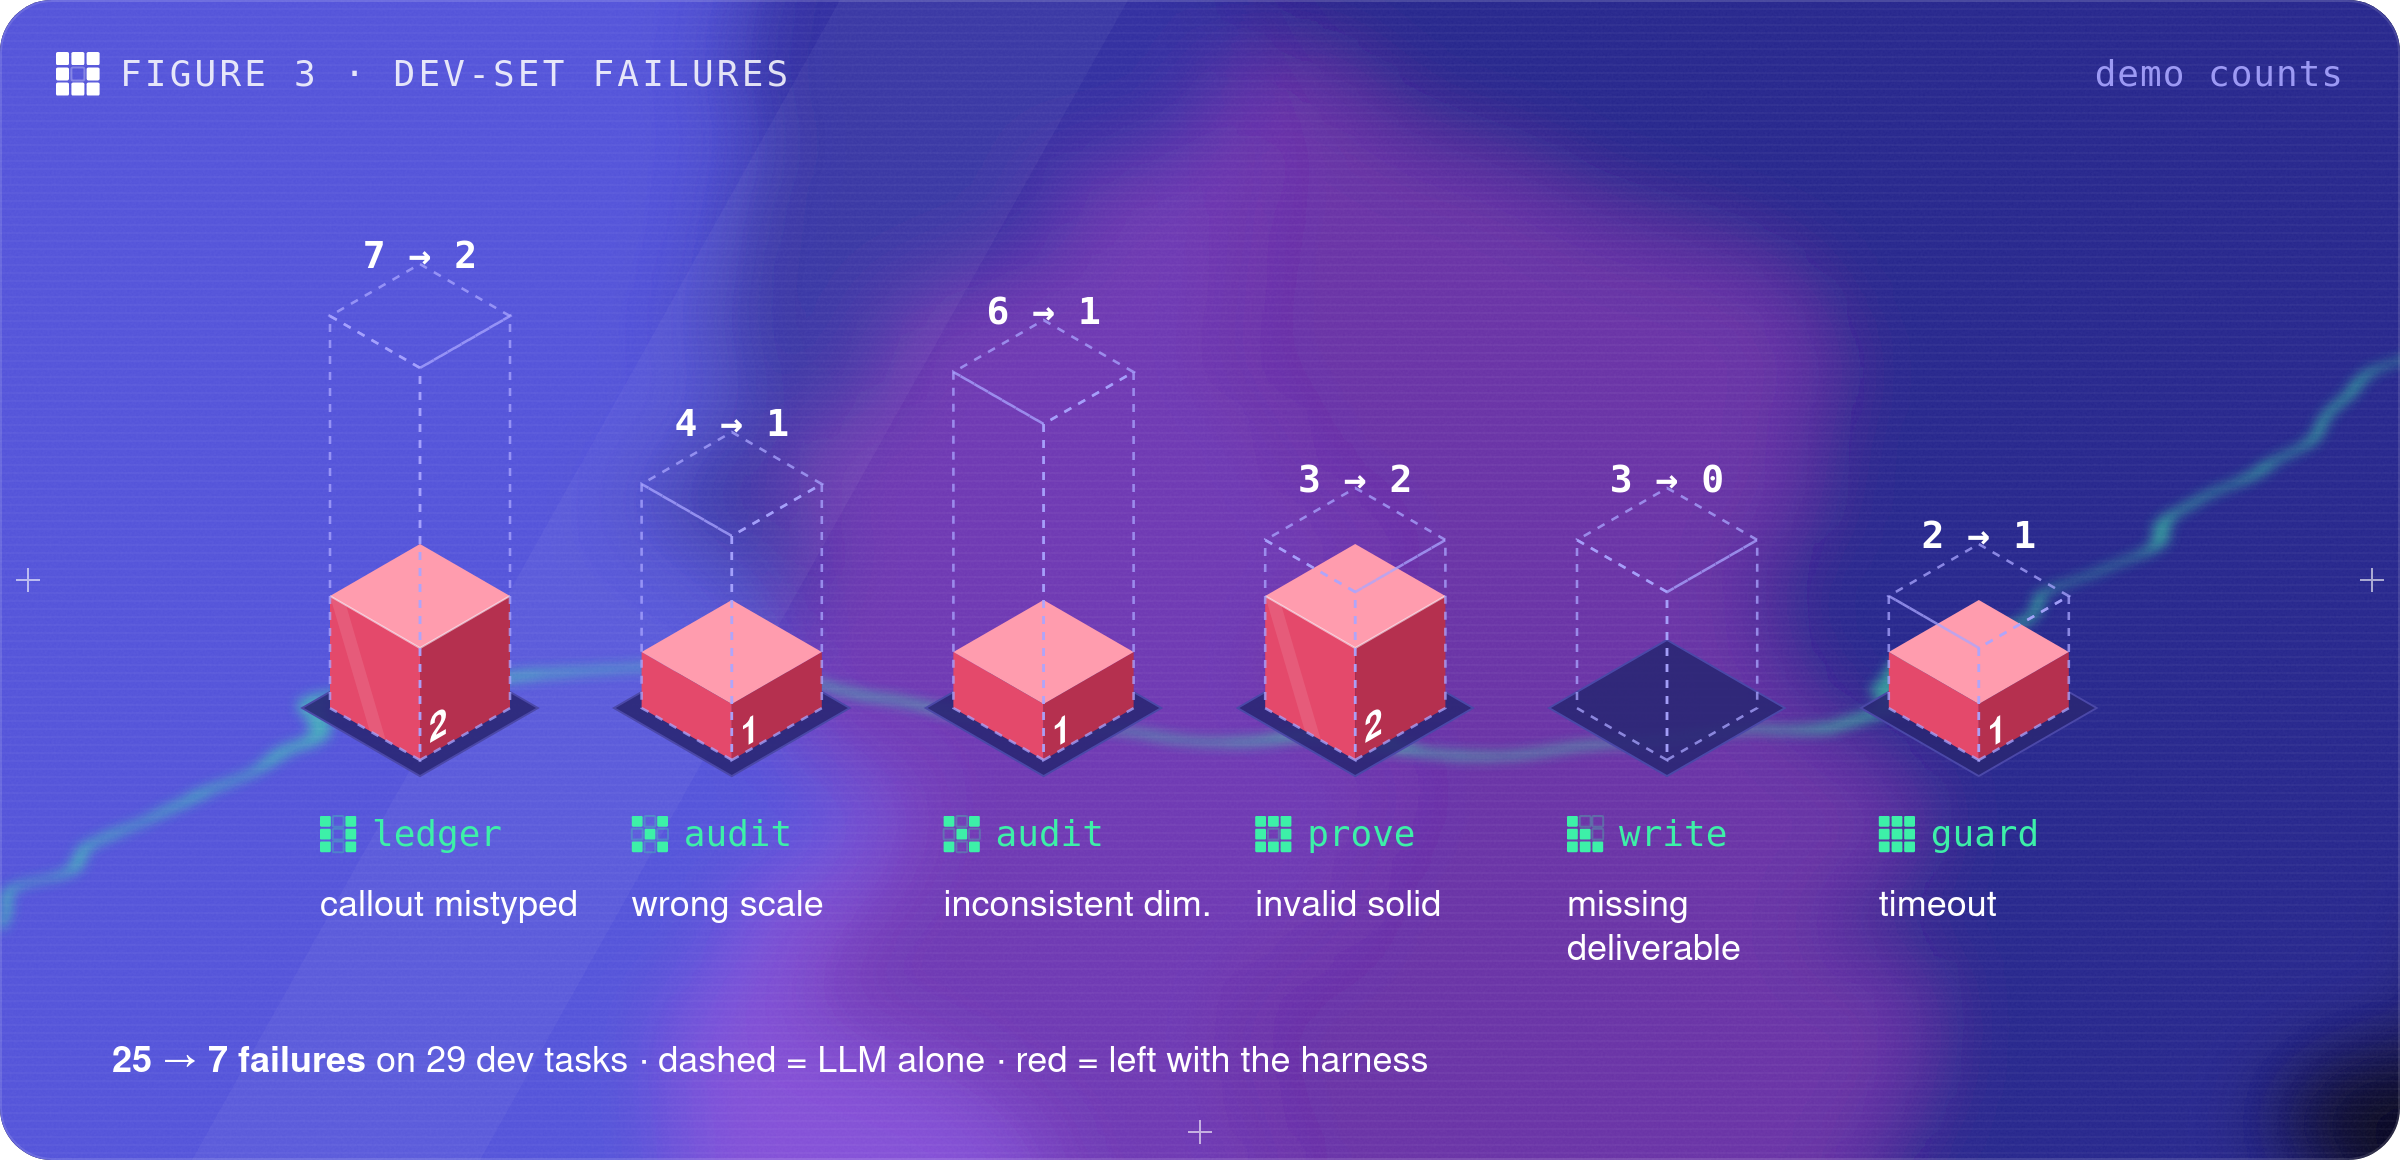 FIGURE 3 · DEV-SET FAILURES
demo counts
7 → 2
4 → 1
6 → 1
3 → 2
3 → 0
2 → 1
2
1
1
2
1
ledger
audit
audit
prove
write
guard
callout mistyped
wrong scale
inconsistent dim.
invalid solid
missing
deliverable
timeout
25 → 7 failures on 29 dev tasks · dashed = LLM alone · red = left with the harness